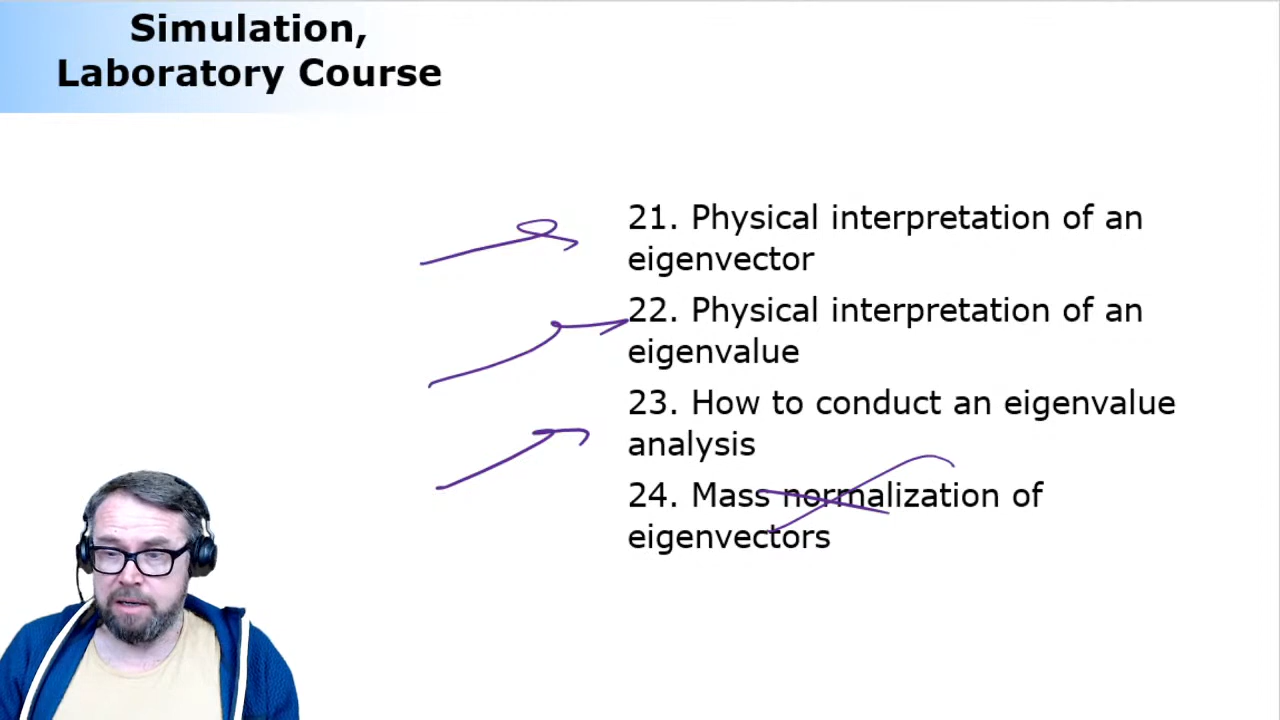 Simulation,
Laboratory Course
21. Physical interpretation of an
eigenvector
22. Physical interpretation of an
eigenvalue
23. How to conduct an eigenvalue
analysis
24. Mass normalization of
eigenvectors